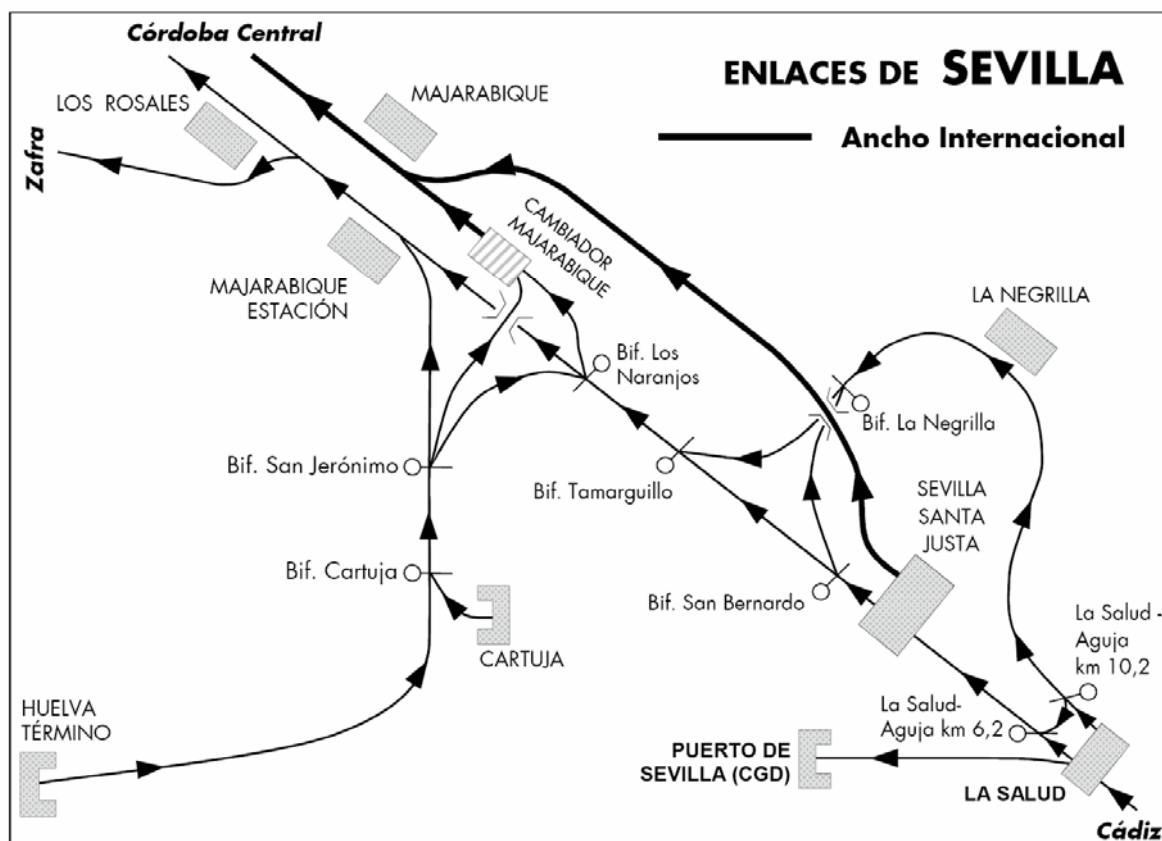 Córdoba Central
ENLACES DE SEVILLA
Ancho Internacional
LOS ROSALES
MAJARABIQUE
Zafra
CAMBIADOR
MAJARABIQUE
MAJARABIQUE
ESTACIÓN
LA NEGRILLA
Bif. Los
Naranjos
Bif. La Negrilla
Bif. San Jerónimo
Bif. Tamarguillo
SEVILLA
SANTA
JUSTA
Bif. Cartuja
Bif. San Bernardo
CARTUJA
La Salud -
Aguja
km 10,2
HUELVA
TÉRMINO
La Salud-
Aguja km 6,2
PUERTO DE
SEVILLA (CGD)
LA SALUD
Cádiz